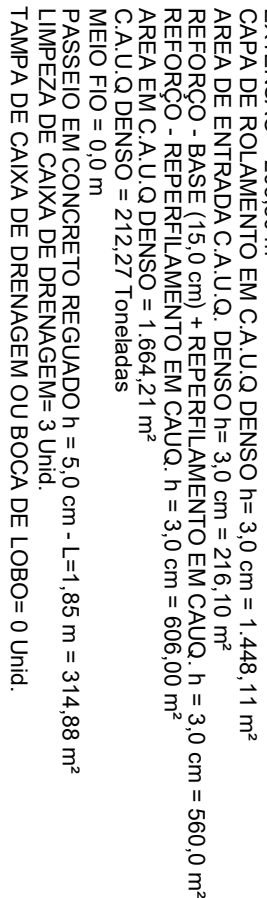 CAPA DE ROLAMENTO EM C.A.U.Q DENSO h= 3,0 cm = 1.448,11 m²
AREA DE ENTRADA C.A.U.Q. DENSO h= 3,0 cm = 216,10 m²
REFORÇO - BASE (15,0 cm) + REPERFILAMENTO EM CAUQ. h = 3,0 cm = 560,0 m²
REFORÇO - REPERFILAMENTO EM CAUQ. h = 3,0 cm = 606,00 m²
AREA EM C.A.U.Q DENSO = 1.664,21 m²
C.A.U.Q DENSO = 212,27 Toneladas
MEIO FIO = 0,0 m
PASSEIO EM CONCRETO REGUADO h = 5,0 cm - L=1,85 m = 314,88 m²
LIMPEZA DE CAIXA DE DRENAGEM= 3 Unid.
TAMPA DE CAIXA DE DRENAGEM OU BOCA DE LOBO= 0 Unid.